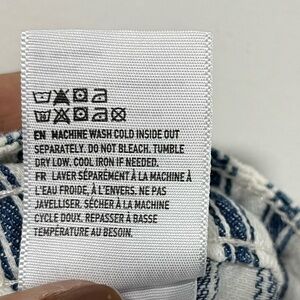 EN MACHINE WASH COLD INSIDE OUT
SEPARATELY. DO NOT BLEACH. TUMBLE
DRY LOW. COOL IRON IF NEEDED.
FR LAVER SÉPARÉMENT À LA MACHINE À
L'EAU FROIDE, À L'ENVERS. NE PAS
JAVELLISER. SÉCHER À LA MACHINE
CYCLE DOUX. REPASSER À BASSE
TEMPÉRATURE AU BESOIN.